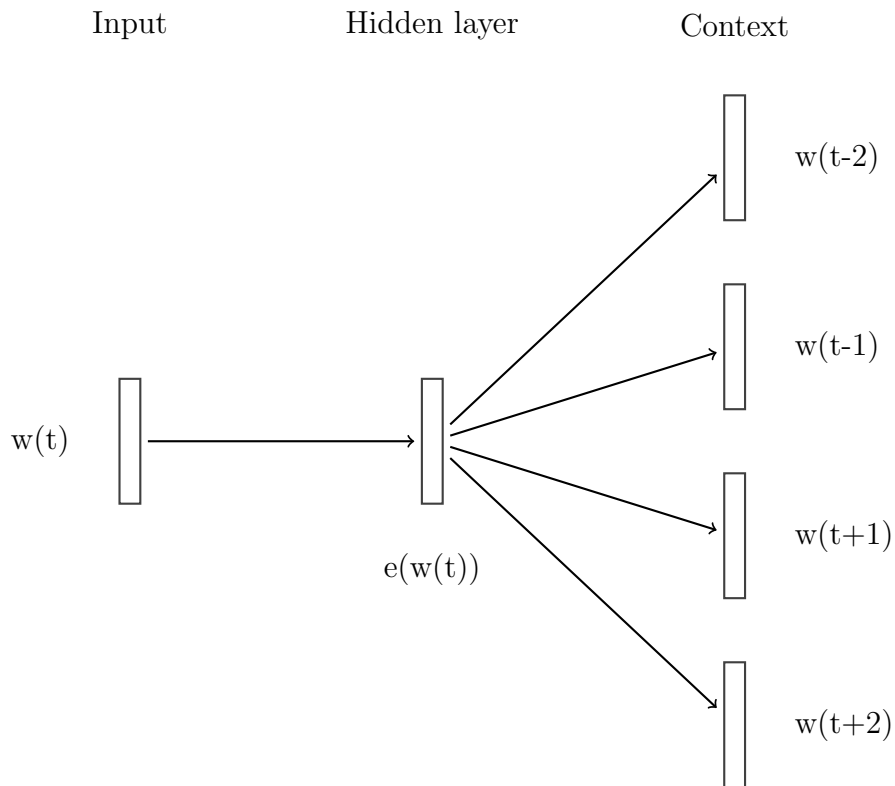 Input
Hidden layer
Context
w(t-2)
w(t-1)
w(t)
w(t+1)
e(w(t))
w(t+2)